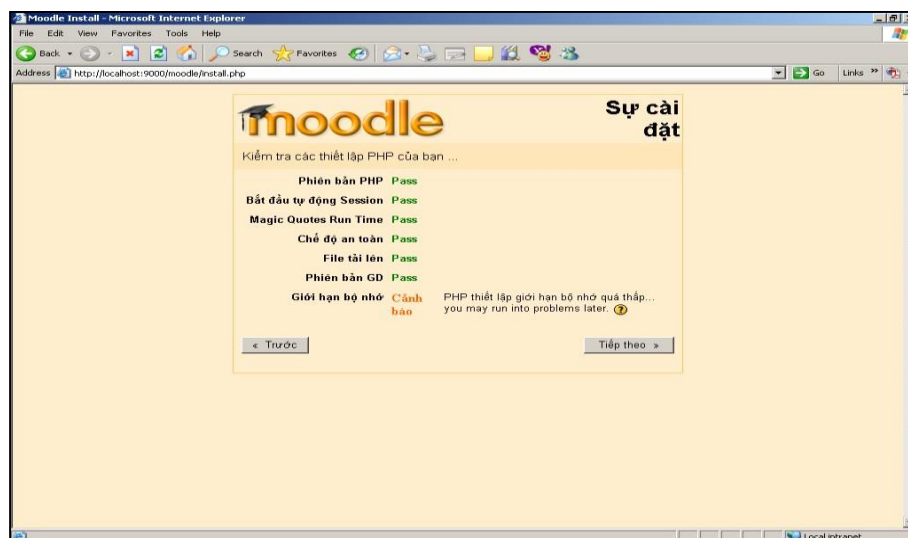 Moodle Install - Microsoft Internet Explorer
File Edit View Favorites Tools Help
Back Search Favorites
Address http://localhost:9000/moodle/install.php Go Links »
moodle
Sự cài
đặt
Kiểm tra các thiết lập PHP của bạn ...
Phiên bản PHP Pass
Bắt đầu tự động Session Pass
Magic Quotes Run Time Pass
Chế độ an toàn Pass
File tải lên Pass
Phiên bản GD Pass
Giới hạn bộ nhớ Cảnh báo PHP thiết lập giới hạn bộ nhớ quá thấp...
you may run into problems later. ?
« Trước Tiếp theo »
Local intranet